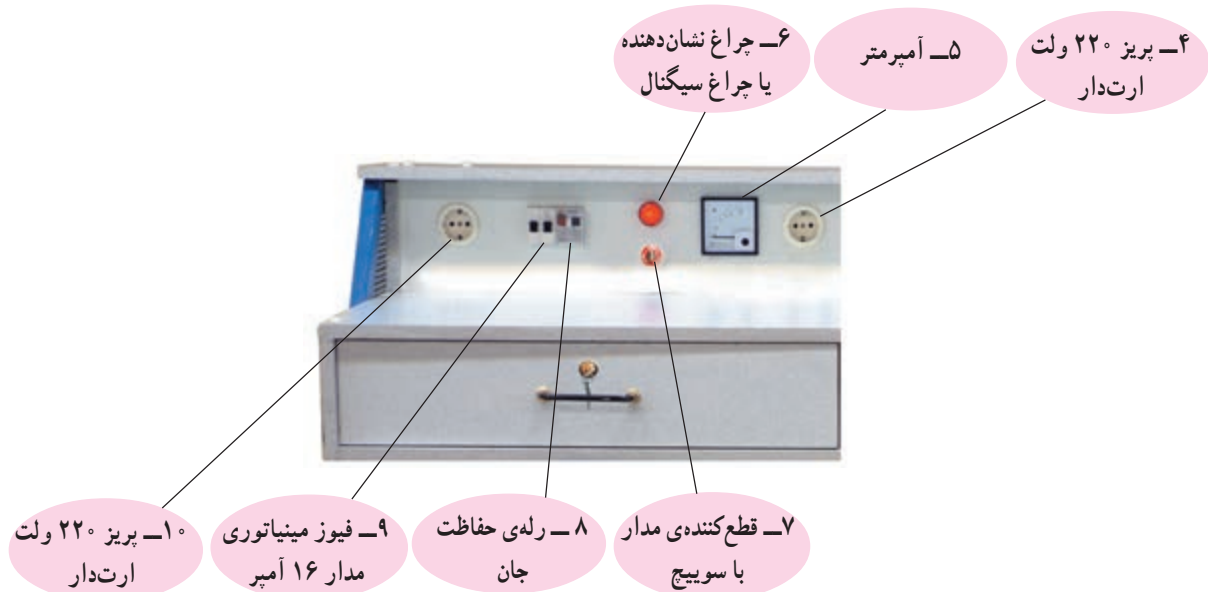 ۴ــ پریز ۲۲۰ ولت
ارت‌دار
۵ــ آمپرمتر
۶ــ چراغ نشان‌دهنده
یا چراغ سیگنال
۷ــ قطع‌کننده‌ی مدار
با سوییچ
۸ ــ رله‌ی حفاظت
جان
۹ــ فیوز مینیاتوری
مدار ۱۶ آمپر
۱۰ــ پریز ۲۲۰ ولت
ارت‌دار